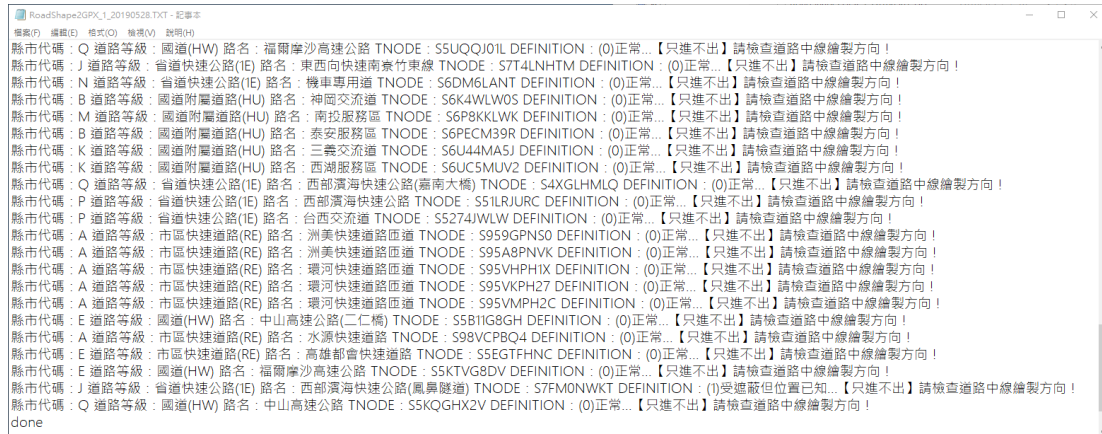 RoadShape2GPX_1_20190528.TXT - 記事本
檔案(F) 編輯(E) 格式(O) 檢視(V) 說明(H)
縣市代碼：Q 道路等級：國道(HW) 路名：福爾摩沙高速公路 TNODE：S5UQQJ01L DEFINITION：(0)正常...【只進不出】請檢查道路中線繪製方向！
縣市代碼：J 道路等級：省道快速公路(1E) 路名：東西向快速南寮竹東線 TNODE：S7T4LNHTM DEFINITION：(0)正常...【只進不出】請檢查道路中線繪製方向！
縣市代碼：N 道路等級：省道快速公路(1E) 路名：機車專用道 TNODE：S6DM6LANT DEFINITION：(0)正常...【只進不出】請檢查道路中線繪製方向！
縣市代碼：B 道路等級：國道附屬道路(HU) 路名：神岡交流道 TNODE：S6K4WLW0S DEFINITION：(0)正常...【只進不出】請檢查道路中線繪製方向！
縣市代碼：M 道路等級：國道附屬道路(HU) 路名：南投服務區 TNODE：S6P8KKLWK DEFINITION：(0)正常...【只進不出】請檢查道路中線繪製方向！
縣市代碼：B 道路等級：國道附屬道路(HU) 路名：泰安服務區 TNODE：S6PECM39R DEFINITION：(0)正常...【只進不出】請檢查道路中線繪製方向！
縣市代碼：K 道路等級：國道附屬道路(HU) 路名：三義交流道 TNODE：S6U44MA5J DEFINITION：(0)正常...【只進不出】請檢查道路中線繪製方向！
縣市代碼：K 道路等級：國道附屬道路(HU) 路名：西湖服務區 TNODE：S6UC5MUV2 DEFINITION：(0)正常...【只進不出】請檢查道路中線繪製方向！
縣市代碼：Q 道路等級：省道快速公路(1E) 路名：西部濱海快速公路(嘉南大橋) TNODE：S4XGLHMLQ DEFINITION：(0)正常...【只進不出】請檢查道路中線繪製方向！
縣市代碼：P 道路等級：省道快速公路(1E) 路名：西部濱海快速公路 TNODE：S51LRJURC DEFINITION：(0)正常...【只進不出】請檢查道路中線繪製方向！
縣市代碼：P 道路等級：省道快速公路(1E) 路名：台西交流道 TNODE：S5274JWLW DEFINITION：(0)正常...【只進不出】請檢查道路中線繪製方向！
縣市代碼：A 道路等級：市區快速道路(RE) 路名：洲美快速道路匝道 TNODE：S959GPNS0 DEFINITION：(0)正常...【只進不出】請檢查道路中線繪製方向！
縣市代碼：A 道路等級：市區快速道路(RE) 路名：洲美快速道路匝道 TNODE：S95A8PNVK DEFINITION：(0)正常...【只進不出】請檢查道路中線繪製方向！
縣市代碼：A 道路等級：市區快速道路(RE) 路名：環河快速道路匝道 TNODE：S95VHPH1X DEFINITION：(0)正常...【只進不出】請檢查道路中線繪製方向！
縣市代碼：A 道路等級：市區快速道路(RE) 路名：環河快速道路匝道 TNODE：S95VKPH27 DEFINITION：(0)正常...【只進不出】請檢查道路中線繪製方向！
縣市代碼：A 道路等級：市區快速道路(RE) 路名：環河快速道路匝道 TNODE：S95VMPH2C DEFINITION：(0)正常...【只進不出】請檢查道路中線繪製方向！
縣市代碼：E 道路等級：國道(HW) 路名：中山高速公路(二仁橋) TNODE：S5B11G8GH DEFINITION：(0)正常...【只進不出】請檢查道路中線繪製方向！
縣市代碼：A 道路等級：市區快速道路(RE) 路名：水源快速道路 TNODE：S98VCPBQ4 DEFINITION：(0)正常...【只進不出】請檢查道路中線繪製方向！
縣市代碼：E 道路等級：市區快速道路(RE) 路名：高雄都會快速道路 TNODE：S5EGTFHNC DEFINITION：(0)正常...【只進不出】請檢查道路中線繪製方向！
縣市代碼：E 道路等級：國道(HW) 路名：福爾摩沙高速公路 TNODE：S5KTVG8DV DEFINITION：(0)正常...【只進不出】請檢查道路中線繪製方向！
縣市代碼：J 道路等級：省道快速公路(1E) 路名：西部濱海快速公路(鳳鼻隧道) TNODE：S7FM0NWKT DEFINITION：(1)受遮蔽但位置已知...【只進不出】請檢查道路中線繪製方向！
縣市代碼：Q 道路等級：國道(HW) 路名：中山高速公路 TNODE：S5KQGHX2V DEFINITION：(0)正常...【只進不出】請檢查道路中線繪製方向！
done